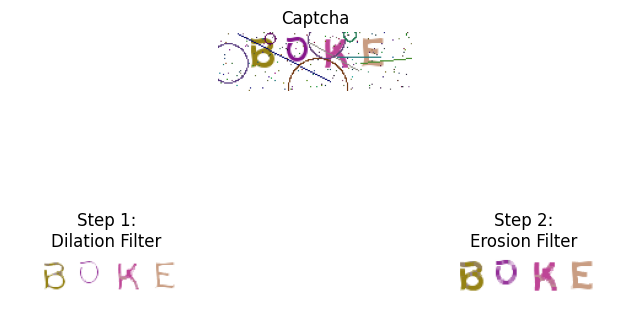 Captcha
BOKE
Step 1:
Dilation Filter
BOKE
Step 2:
Erosion Filter
BOKE